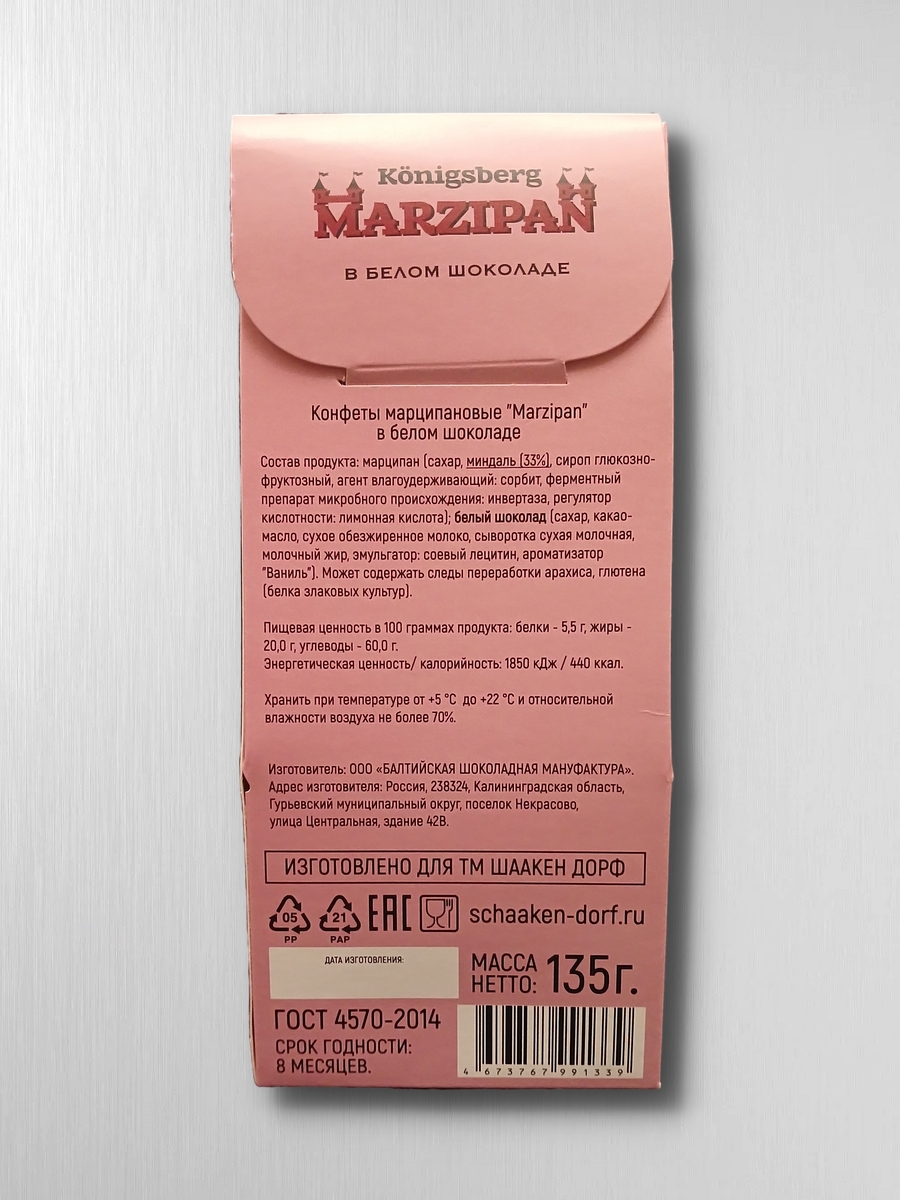 Königsberg
MARZIPAN
В БЕЛОМ ШОКОЛАДЕ
Конфеты марципановые "Marzipan"
в белом шоколаде
Состав продукта: марципан (сахар, миндаль (33%), сироп глюкозно-
фруктозный, агент влагоудерживающий: сорбит, ферментный
препарат микробного происхождения: инвертаза, регулятор
кислотности: лимонная кислота); белый шоколад (сахар, какао-
масло, сухое обезжиренное молоко, сыворотка сухая молочная,
молочный жир, эмульгатор: соевый лецитин, ароматизатор
"Ваниль"). Может содержать следы переработки арахиса, глютена
(белка злаковых культур).
Пищевая ценность в 100 граммах продукта: белки - 5,5 г, жиры -
20,0 г, углеводы - 60,0 г.
Энергетическая ценность/ калорийность: 1850 кДж / 440 ккал.
Хранить при температуре от +5 °С до +22 °С и относительной
влажности воздуха не более 70%.
Изготовитель: ООО «БАЛТИЙСКАЯ ШОКОЛАДНАЯ МАНУФАКТУРА».
Адрес изготовителя: Россия, 238324, Калининградская область,
Гурьевский муниципальный округ, поселок Некрасово,
улица Центральная, здание 42В.
ИЗГОТОВЛЕНО ДЛЯ ТМ ШААКЕН ДОРФ
05 21 EAC schaaken-dorf.ru
PP PAP
ДАТА ИЗГОТОВЛЕНИЯ:
МАССА
НЕТТО: 135г.
ГОСТ 4570-2014
СРОК ГОДНОСТИ:
8 МЕСЯЦЕВ.
4 673767 991339